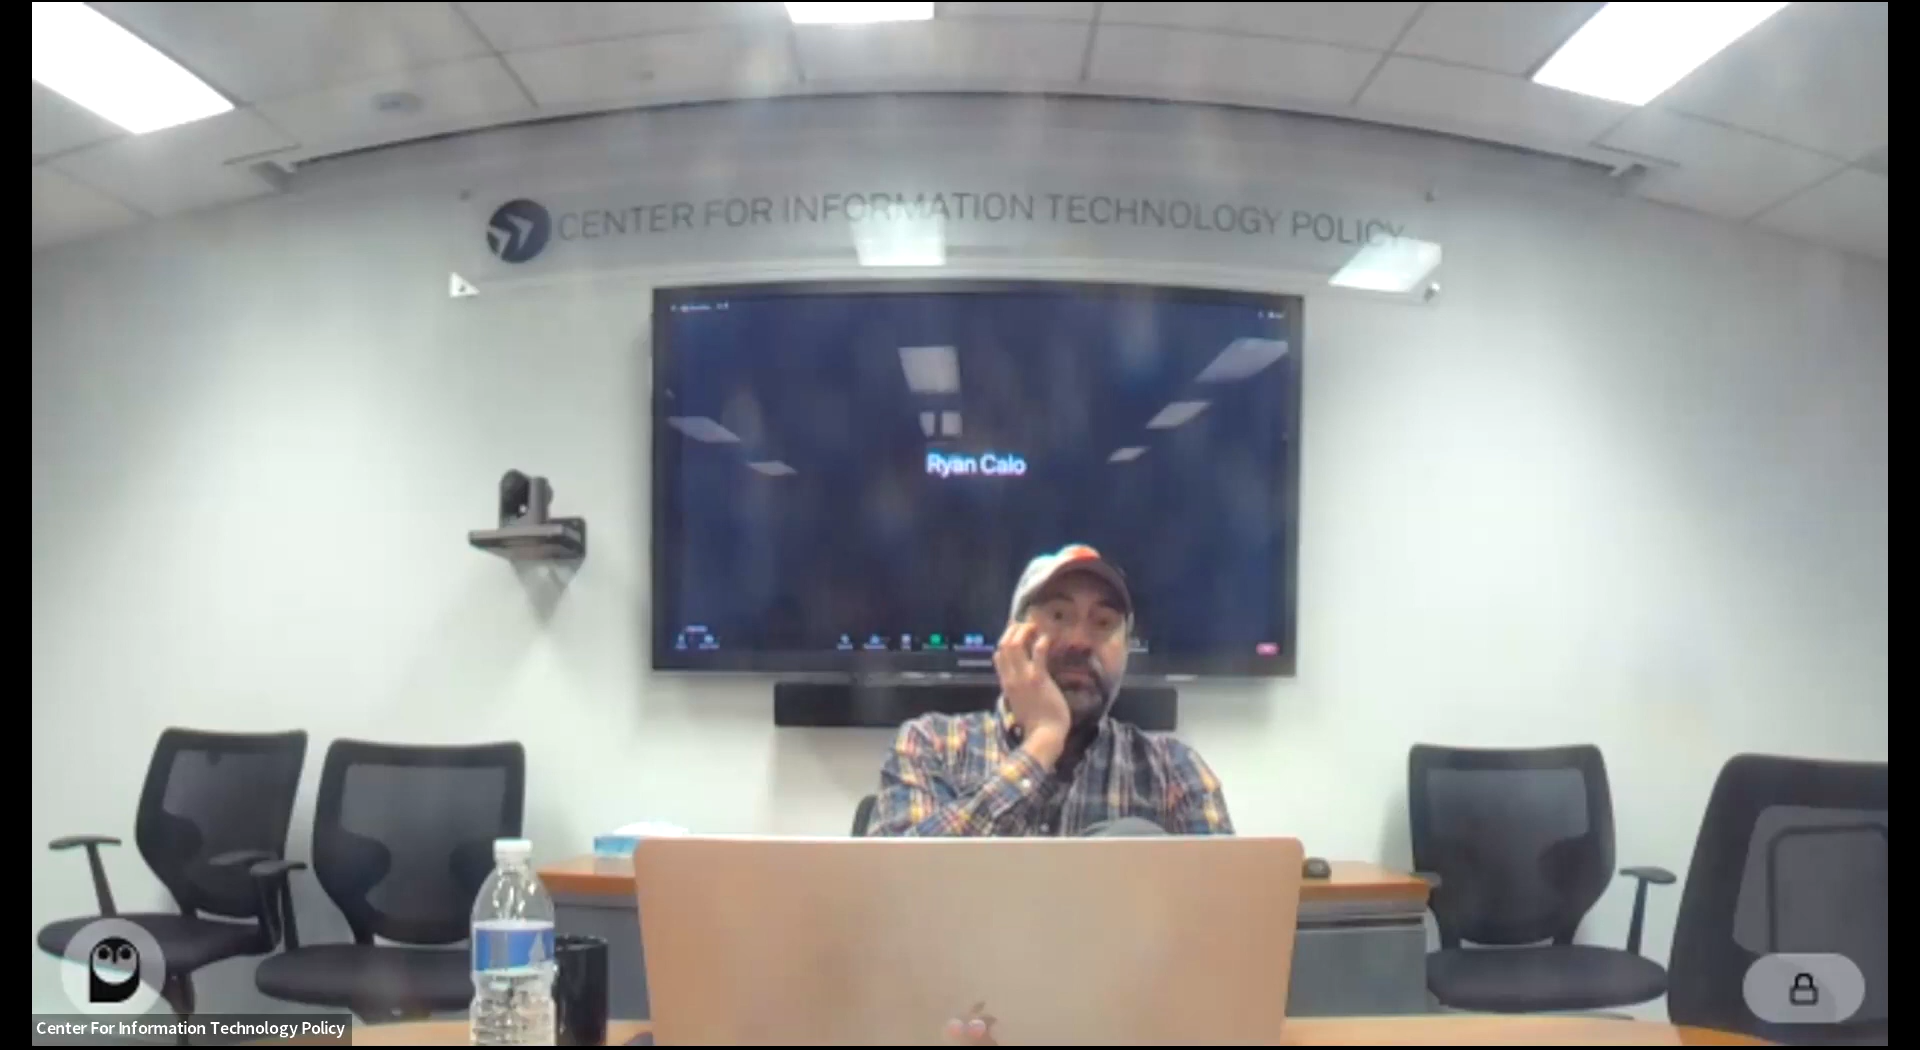 CENTER FOR INFORMATION TECHNOLOGY POLICY
Ryan Calo
Center For Information Technology Policy